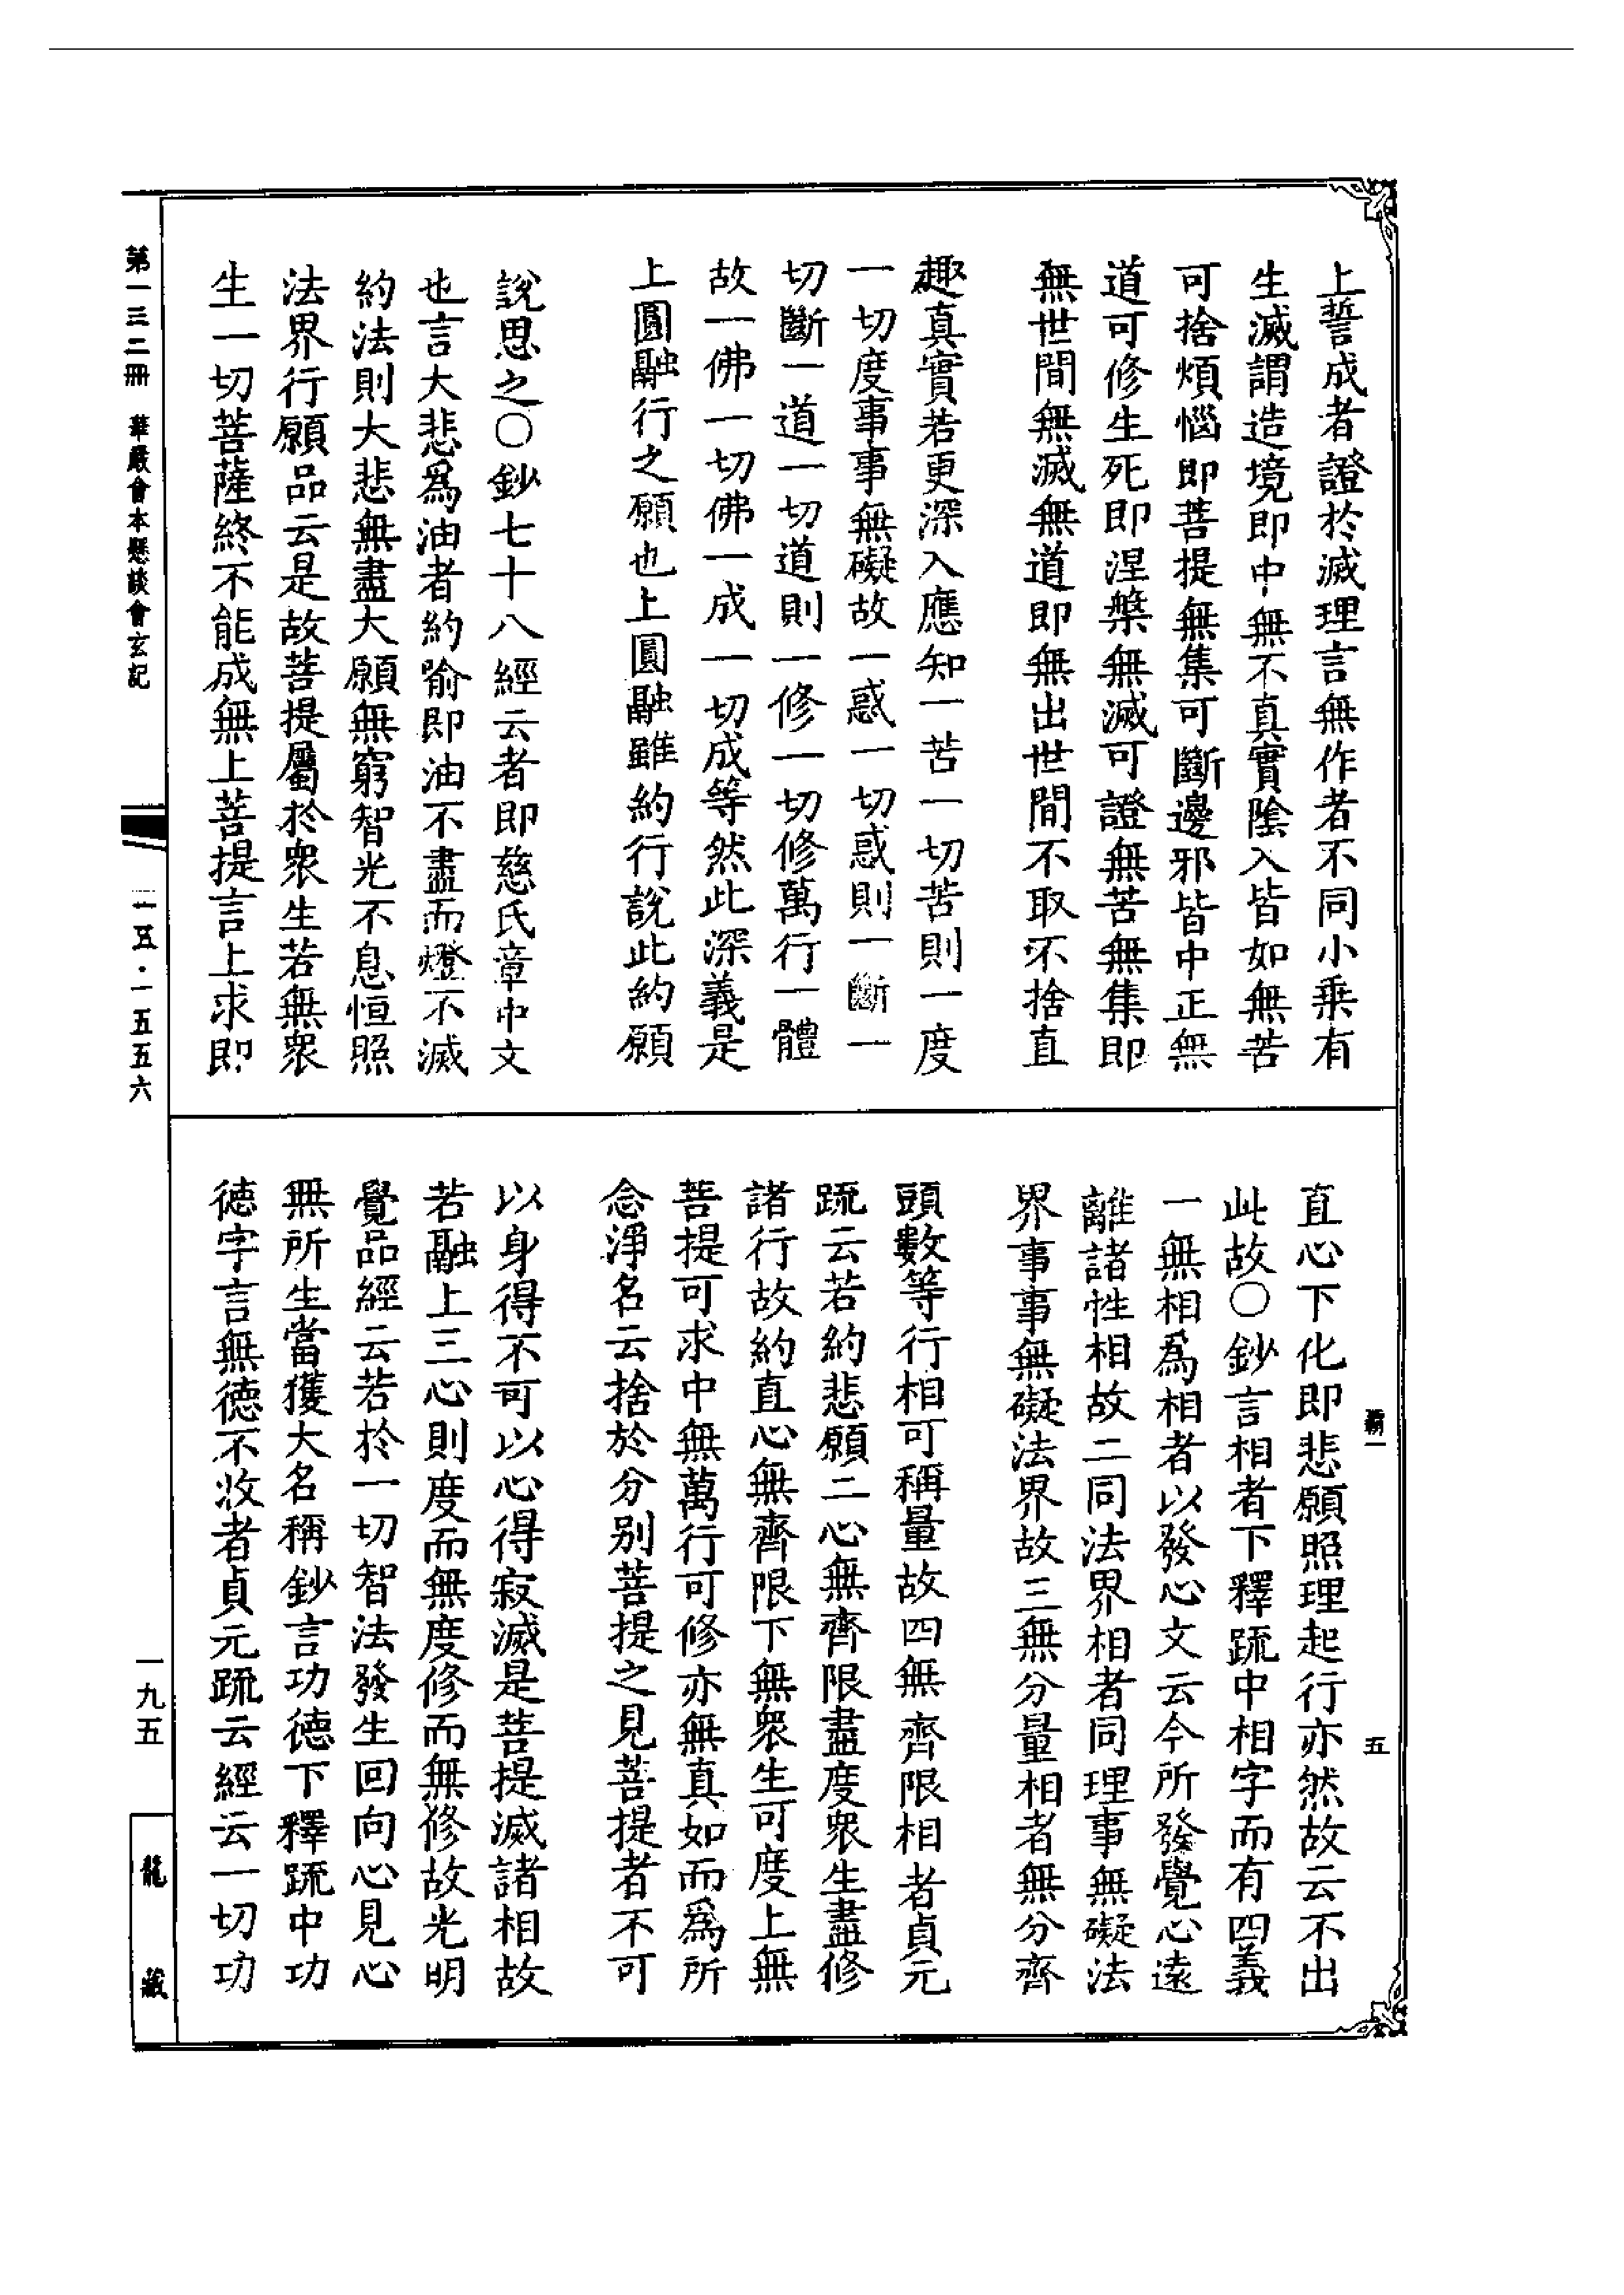 上誓成者證於滅理言無作者不同小乗有
生滅謂造境即中無不真實陰入皆如無苦
可捨煩惱即菩提無集可斷邊邪皆中正無
道可修生死即涅槃無滅可證無苦無集即
無世間無滅無道即無出世間不取不捨直
趣真實若更深入應知一苦一切苦則一度
一切度事事無礙故一惑一切惑則一斷一
切斷一道一切道則一修一切修萬行一體
故一佛一切佛一成一切成等然此深義是
上圓融行之願也上圓融雖約行說此約願
說思之○鈔七十八經云者即慈氏章中文
也言大悲爲油者約喻即油不盡而燈不滅
約法則大悲無盡大願無窮智光不息恒照
法界行願品云是故菩提屬於衆生若無衆
生一切菩薩終不能成無上菩提言上求即
直心下化即悲願照理起行亦然故云不出
此故○鈔言相者下釋䟽中相字而有四義
一無相爲相者以發心文云今所發覺心遠
離諸性相故二同法界相者同理事無礙法
界事事無礙法界故三無分量相者無分齊
頭數等行相可稱量故四無齊限相者貞元
䟽云若約悲願二心無齊限盡度衆生盡修
諸行故約直心無齊限下無衆生可度上無
菩提可求中無萬行可修亦無真如而爲所
念淨名云捨於分别菩提之見菩提者不可
以身得不可以心得寂滅是菩提滅諸相故
若融上三心則度而無度修而無修故光明
覺品經云若於一切智法發生回向心見心
無所生當獲大名稱鈔言功德下釋䟽中功
徳字言無徳不收者貞元䟽云經云一切功
霸一
五
第一三二冊 華嚴會本懸談會玄記
一五·一五五六
一九五
龍藏